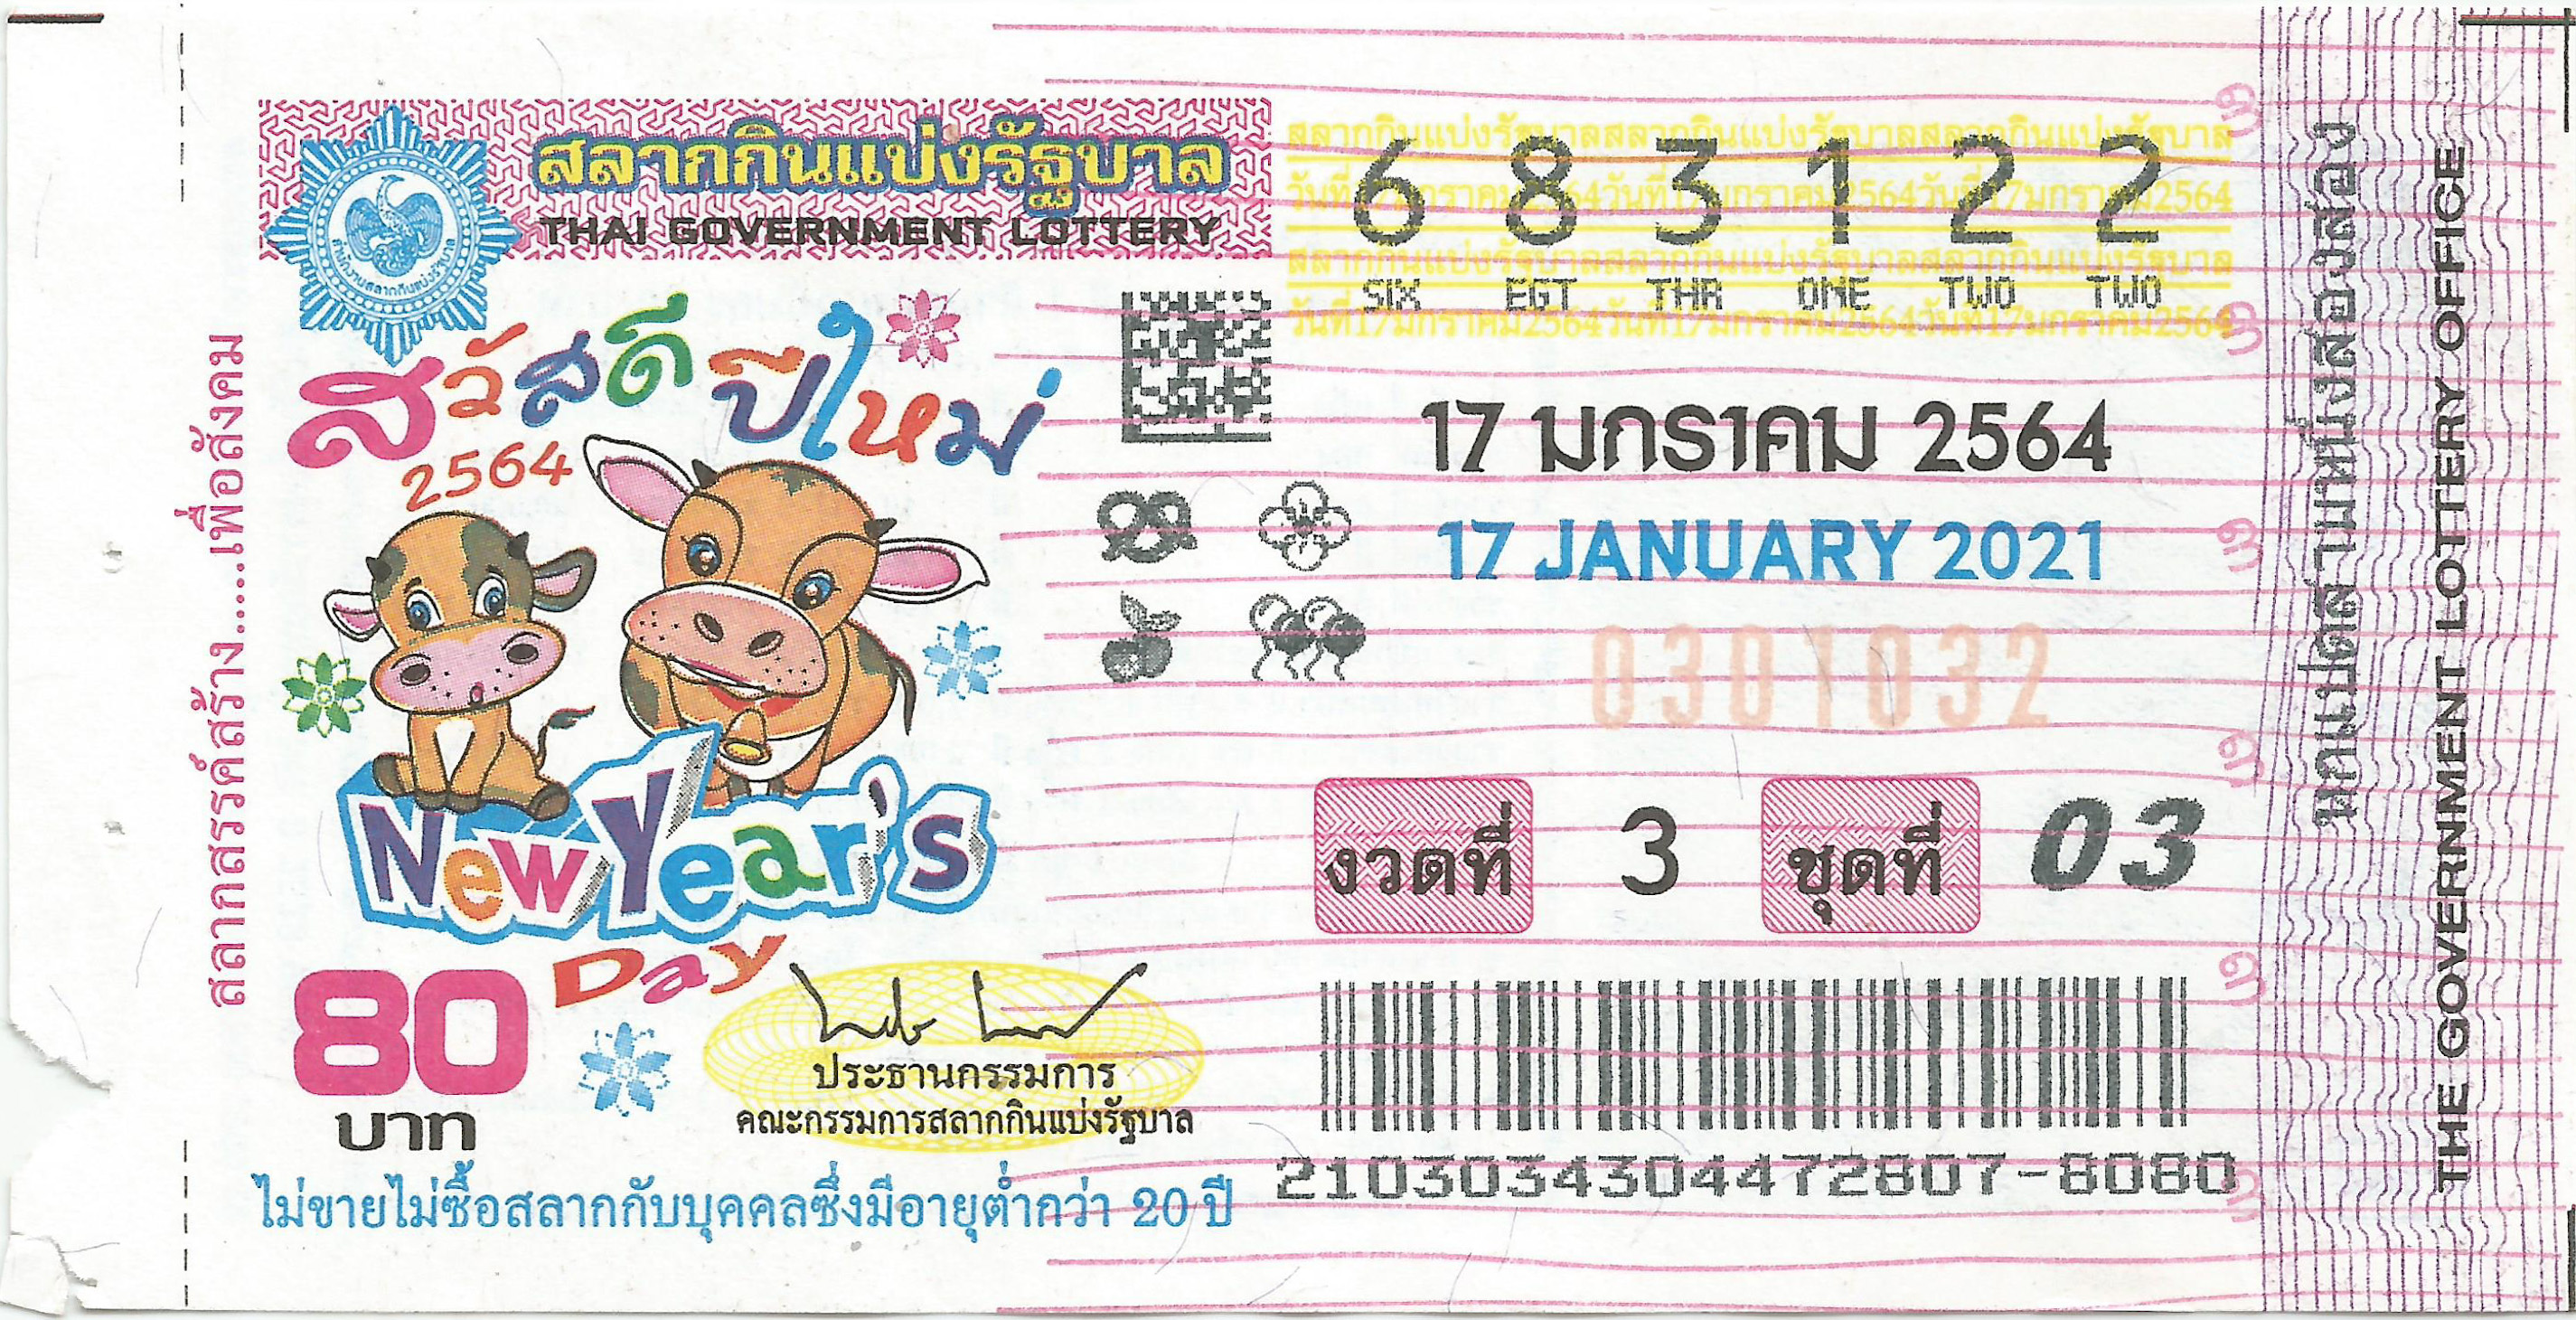 สลากกินแบ่งรัฐบาล
THAI GOVERNMENT LOTTERY
สำนักงานสลากกินแบ่งรัฐบาล
สลากสรรค์สร้าง.....เพื่อสังคม
สวัสดีปีใหม่
2564
New Year's
Day
80
บาท
ประธานกรรมการ
คณะกรรมการสลากกินแบ่งรัฐบาล
ไม่ขายไม่ซื้อสลากกับบุคคลซึ่งมีอายุต่ำกว่า 20 ปี
สลากกินแบ่งรัฐบาลสลากกินแบ่งรัฐบาลสลากกินแบ่งรัฐบาล
วันที่17มกราคม2564วันที่17มกราคม2564วันที่17มกราคม2564
สลากกินแบ่งรัฐบาลสลากกินแบ่งรัฐบาลสลากกินแบ่งรัฐบาล
วันที่17มกราคม2564วันที่17มกราคม2564วันที่17มกราคม2564
6 8 3 1 2 2
SIX EGT THR ONE TWO TWO
17 มกราคม 2564
17 JANUARY 2021
0301032
งวดที่ 3 ชุดที่ 03
2103034304472807-8080
หกแปดสามหนึ่งสองสอง
THE GOVERNMENT LOTTERY OFFICE